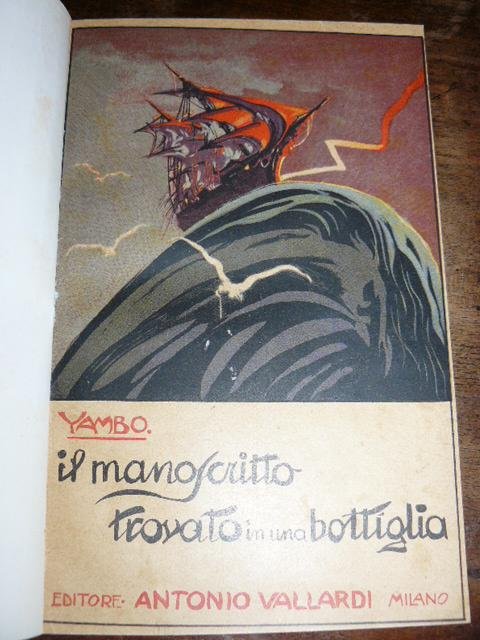 YAMBO.
il manoscritto
trovato in una bottiglia
EDITORE· ANTONIO VALLARDI MILANO